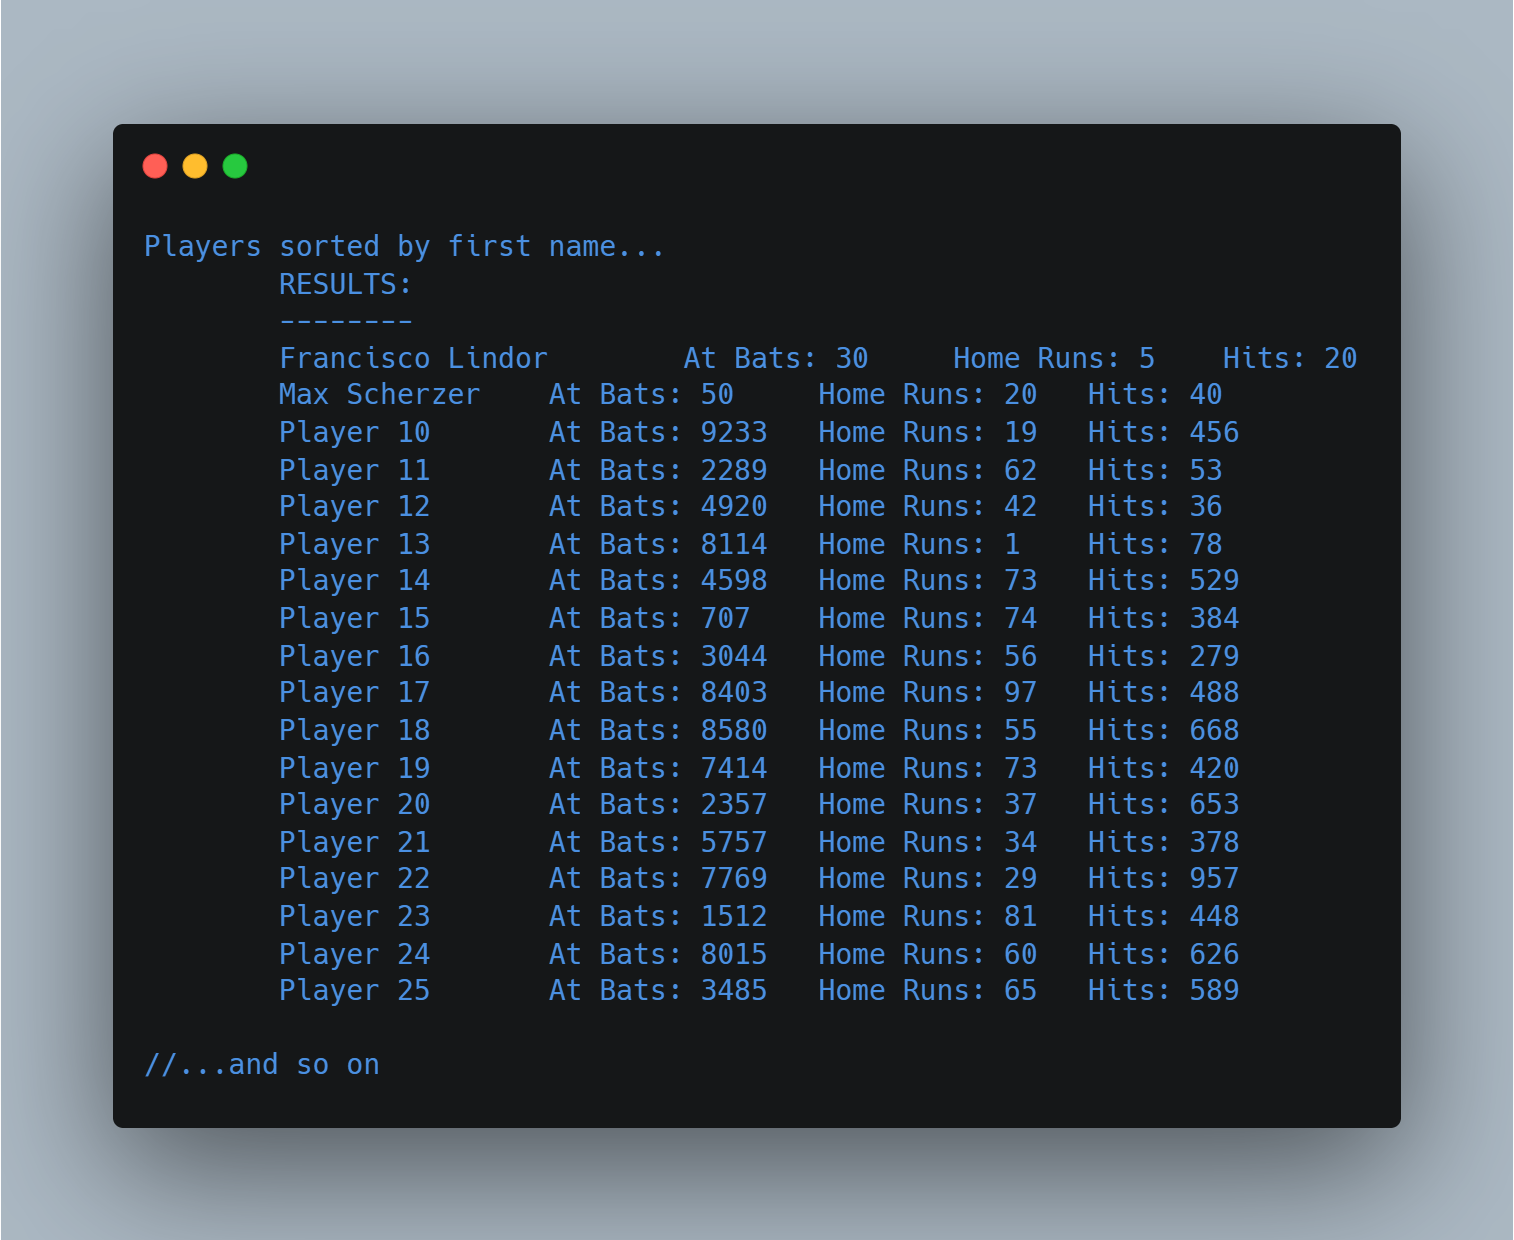 Players sorted by first name...
        RESULTS:
        --------
        Francisco Lindor        At Bats: 30     Home Runs: 5    Hits: 20
        Max Scherzer    At Bats: 50     Home Runs: 20   Hits: 40
        Player 10       At Bats: 9233   Home Runs: 19   Hits: 456
        Player 11       At Bats: 2289   Home Runs: 62   Hits: 53
        Player 12       At Bats: 4920   Home Runs: 42   Hits: 36
        Player 13       At Bats: 8114   Home Runs: 1    Hits: 78
        Player 14       At Bats: 4598   Home Runs: 73   Hits: 529
        Player 15       At Bats: 707    Home Runs: 74   Hits: 384
        Player 16       At Bats: 3044   Home Runs: 56   Hits: 279
        Player 17       At Bats: 8403   Home Runs: 97   Hits: 488
        Player 18       At Bats: 8580   Home Runs: 55   Hits: 668
        Player 19       At Bats: 7414   Home Runs: 73   Hits: 420
        Player 20       At Bats: 2357   Home Runs: 37   Hits: 653
        Player 21       At Bats: 5757   Home Runs: 34   Hits: 378
        Player 22       At Bats: 7769   Home Runs: 29   Hits: 957
        Player 23       At Bats: 1512   Home Runs: 81   Hits: 448
        Player 24       At Bats: 8015   Home Runs: 60   Hits: 626
        Player 25       At Bats: 3485   Home Runs: 65   Hits: 589

//...and so on